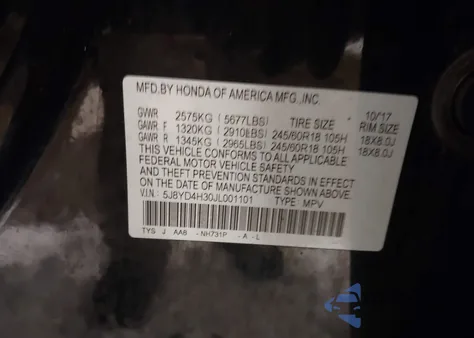 MFD.BY HONDA OF AMERICA MFG.,INC. 10/17
GVWR 2575KG ( 5677LBS) TIRE SIZE RIM SIZE
GAWR F 1320KG ( 2910LBS) 245/60R18 105H 18X8.0J
GAWR R 1345KG ( 2965LBS) 245/60R18 105H 18X8.0J
THIS VEHICLE CONFORMS TO ALL APPLICABLE
FEDERAL MOTOR VEHICLE SAFETY
AND THEFT PREVENTION STANDARDS IN EFFECT
ON THE DATE OF MANUFACTURE SHOWN ABOVE.
V.I.N.: 5J8YD4H30JL001101 TYPE: MPV
TYS J AA8 -NH731P -A -L